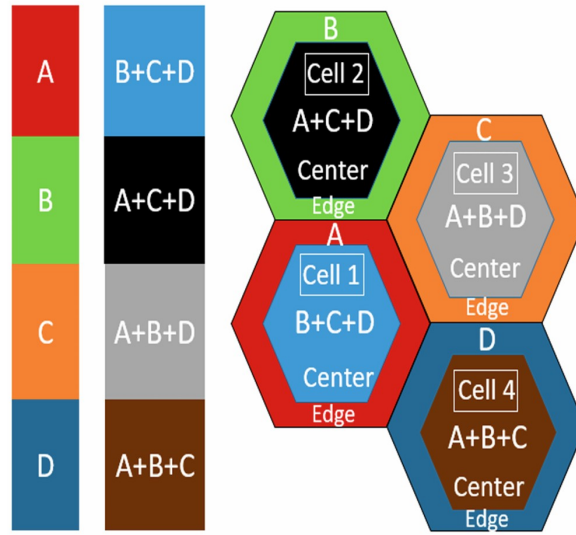 A
B+C+D
B
A+C+D
C
A+B+D
D
A+B+C
B
Cell 2
A+C+D
Center
Edge
C
Cell 3
A+B+D
Center
Edge
A
Cell 1
B+C+D
Center
Edge
D
Cell 4
A+B+C
Center
Edge